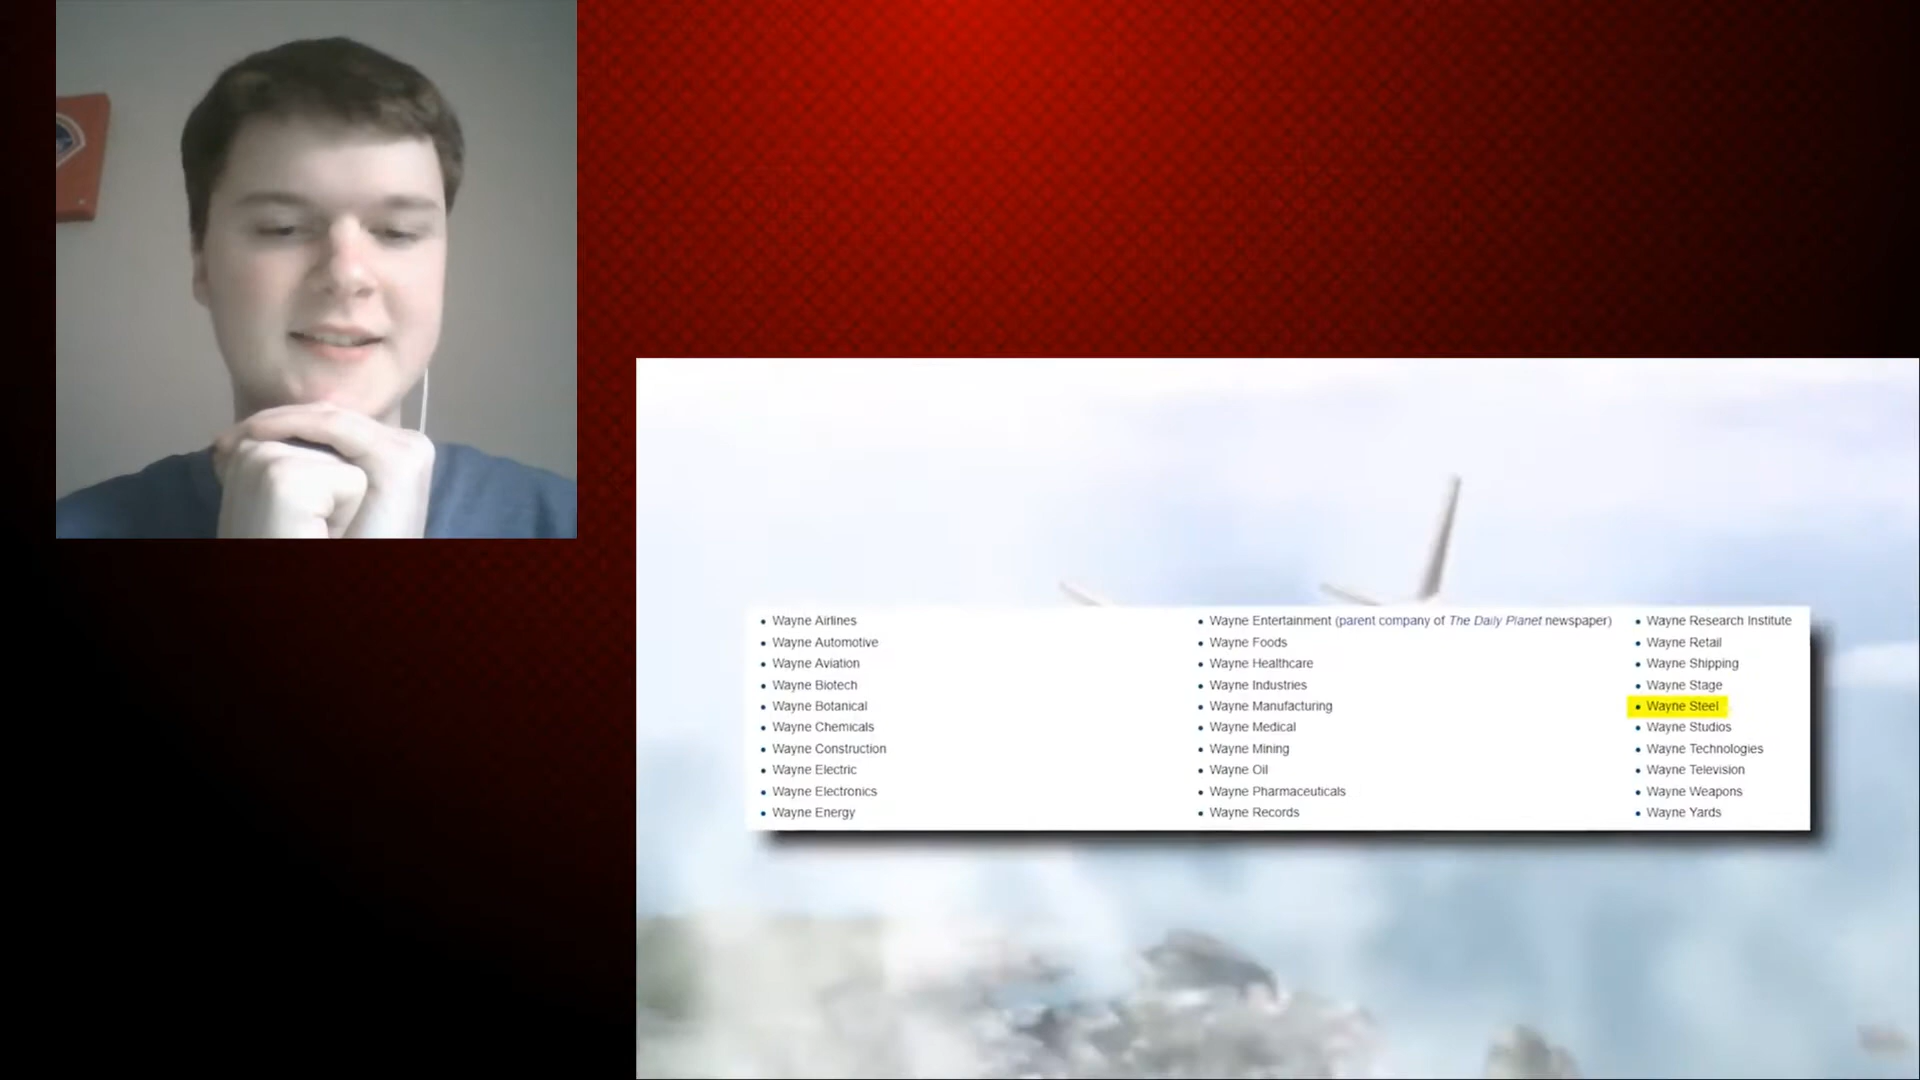 Wayne Airlines
Wayne Automotive
Wayne Aviation
Wayne Biotech
Wayne Botanical
Wayne Chemicals
Wayne Construction
Wayne Electric
Wayne Electronics
Wayne Energy
Wayne Entertainment (parent company of The Daily Planet newspaper)
Wayne Foods
Wayne Healthcare
Wayne Industries
Wayne Manufacturing
Wayne Medical
Wayne Mining
Wayne Oil
Wayne Pharmaceuticals
Wayne Records
Wayne Research Institute
Wayne Retail
Wayne Shipping
Wayne Stage
Wayne Steel
Wayne Studios
Wayne Technologies
Wayne Television
Wayne Weapons
Wayne Yards